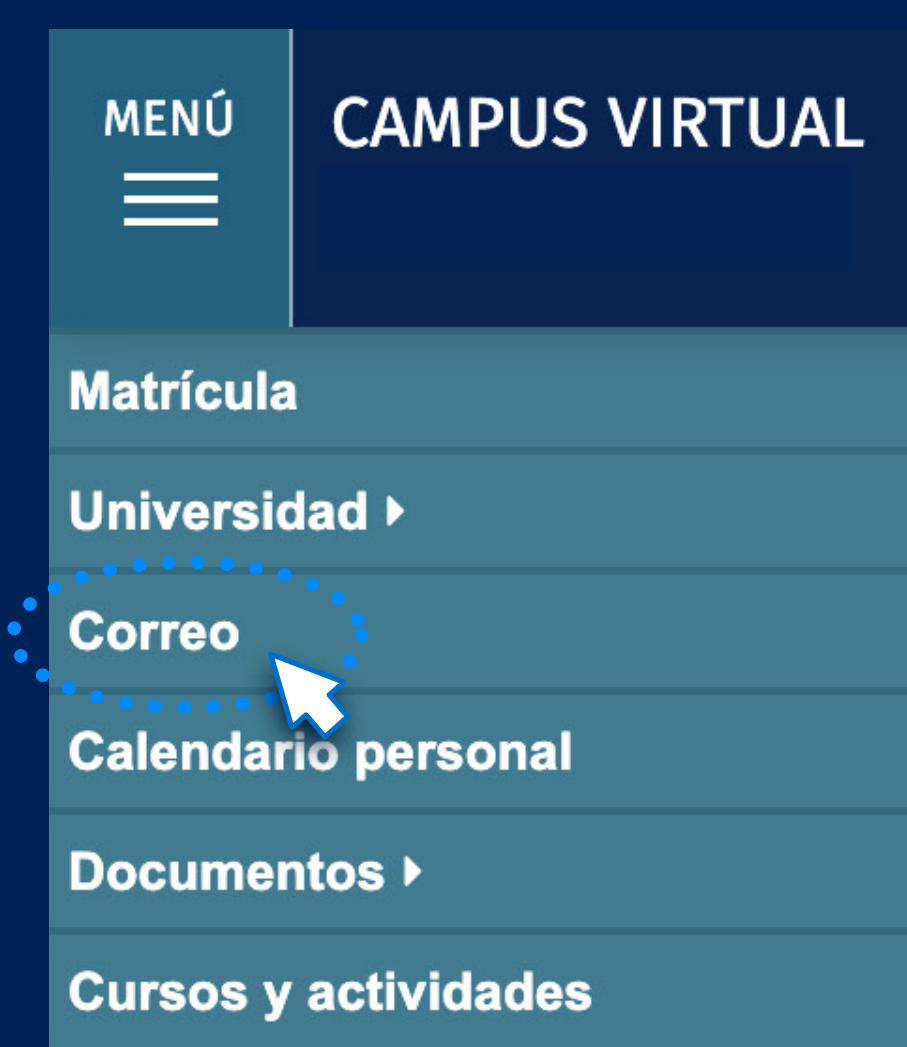 MENÚ
CAMPUS VIRTUAL
Matrícula
Universidad
Correo
Calendario personal
Documentos
Cursos y actividades